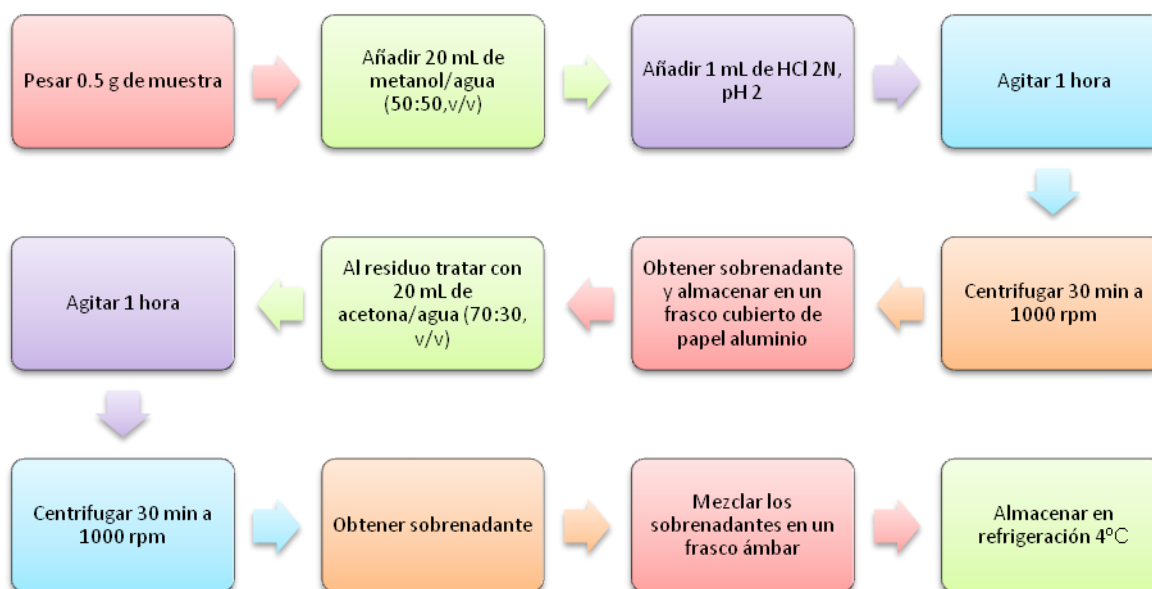 Pesar 0.5 g de muestra
Añadir 20 mL de
metanol/agua
(50:50,v/v)
Añadir 1 mL de HCl 2N,
pH 2
Agitar 1 hora
Centrifugar 30 min a
1000 rpm
Obtener sobrenadante
y almacenar en un
frasco cubierto de
papel aluminio
Al residuo tratar con
20 mL de
acetona/agua (70:30,
v/v)
Agitar 1 hora
Centrifugar 30 min a
1000 rpm
Obtener sobrenadante
Mezclar los
sobrenadantes en un
frasco ámbar
Almacenar en
refrigeración 4°C